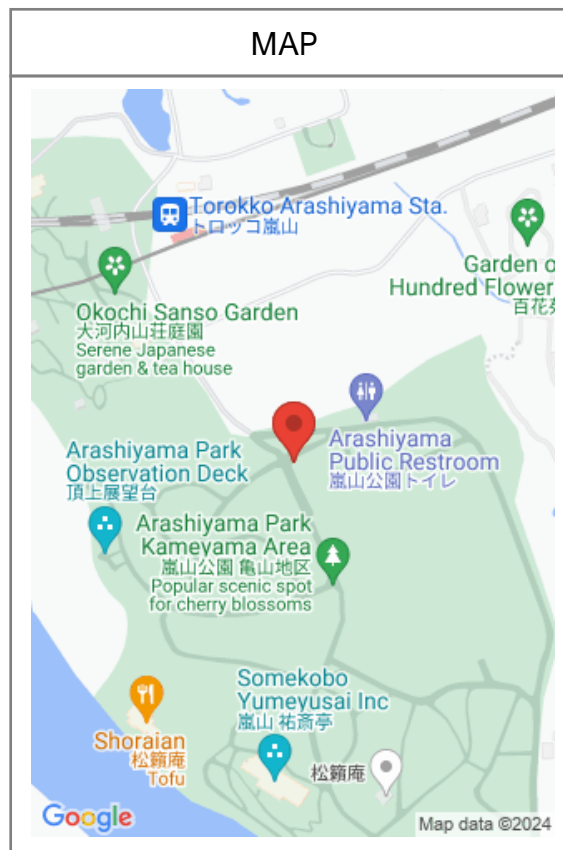 MAP
Torokko Arashiyama Sta.
トロッコ嵐山
Garden o
Hundred Flower
百花苑
Okochi Sanso Garden
大河内山荘庭園
Serene Japanese
garden & tea house
Arashiyama
Public Restroom
嵐山公園トイレ
Arashiyama Park
Observation Deck
頂上展望台
Arashiyama Park
Kameyama Area
嵐山公園 亀山地区
Popular scenic spot
for cherry blossoms
Somekobo
Yumeyusai Inc
嵐山 祐斎亭
Shoraian
松籟庵
Tofu
松籟庵
Google
Map data ©2024